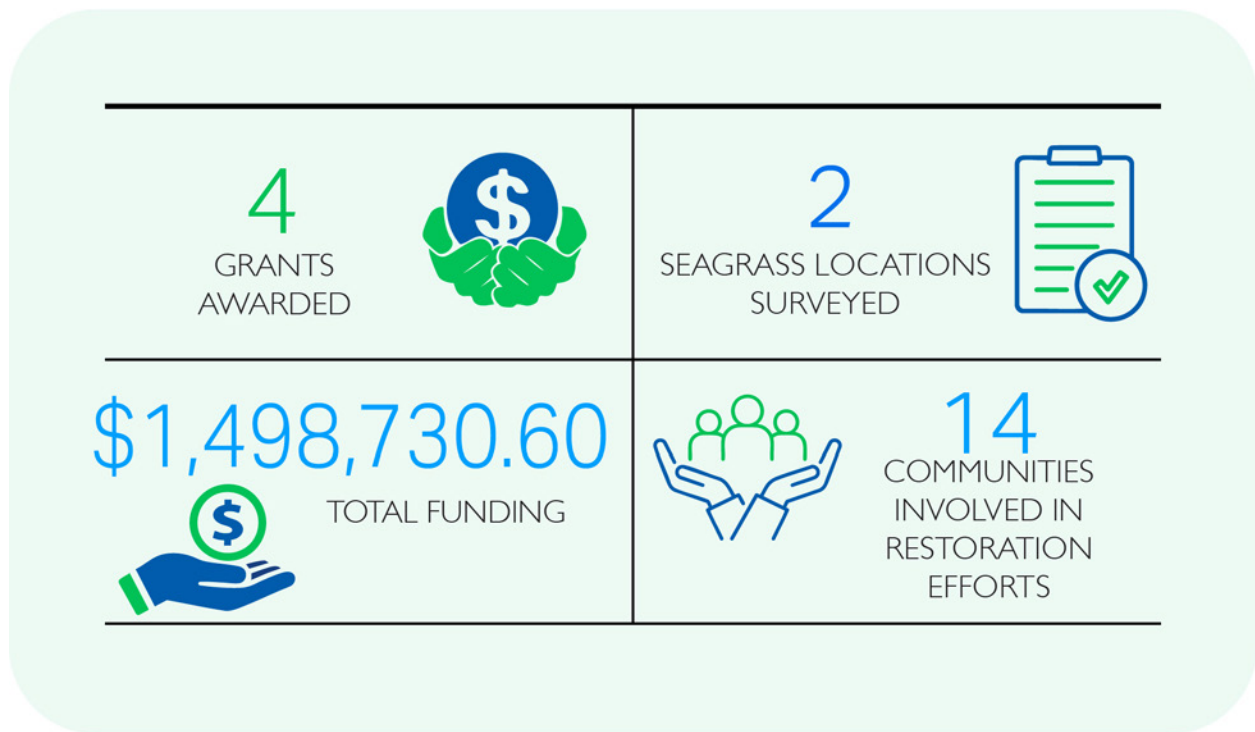 4
GRANTS
AWARDED
$
2
SEAGRASS LOCATIONS
SURVEYED
$1,498,730.60
TOTAL FUNDING
$
14
COMMUNITIES
INVOLVED IN
RESTORATION
EFFORTS